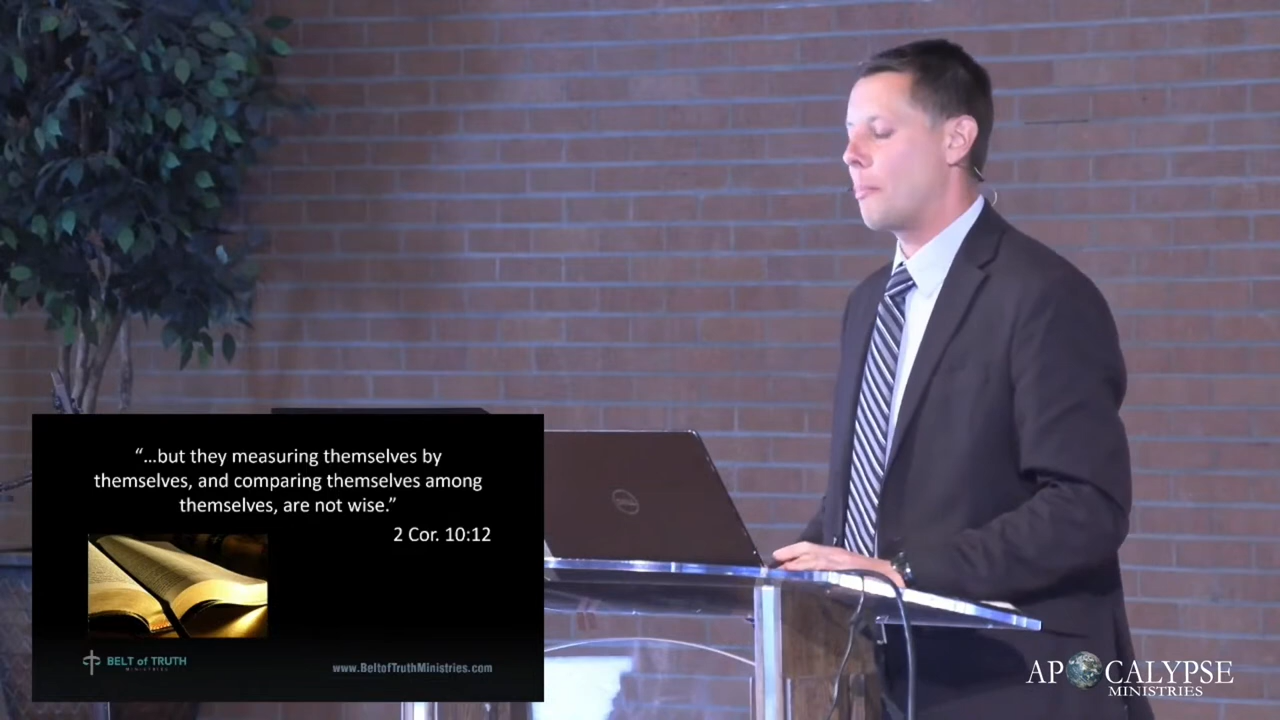 “...but they measuring themselves by
themselves, and comparing themselves among
themselves, are not wise.”
2 Cor. 10:12
BELT of TRUTH
MINISTRIES
www.BeltofTruthMinistries.com
APOCALYPSE
MINISTRIES